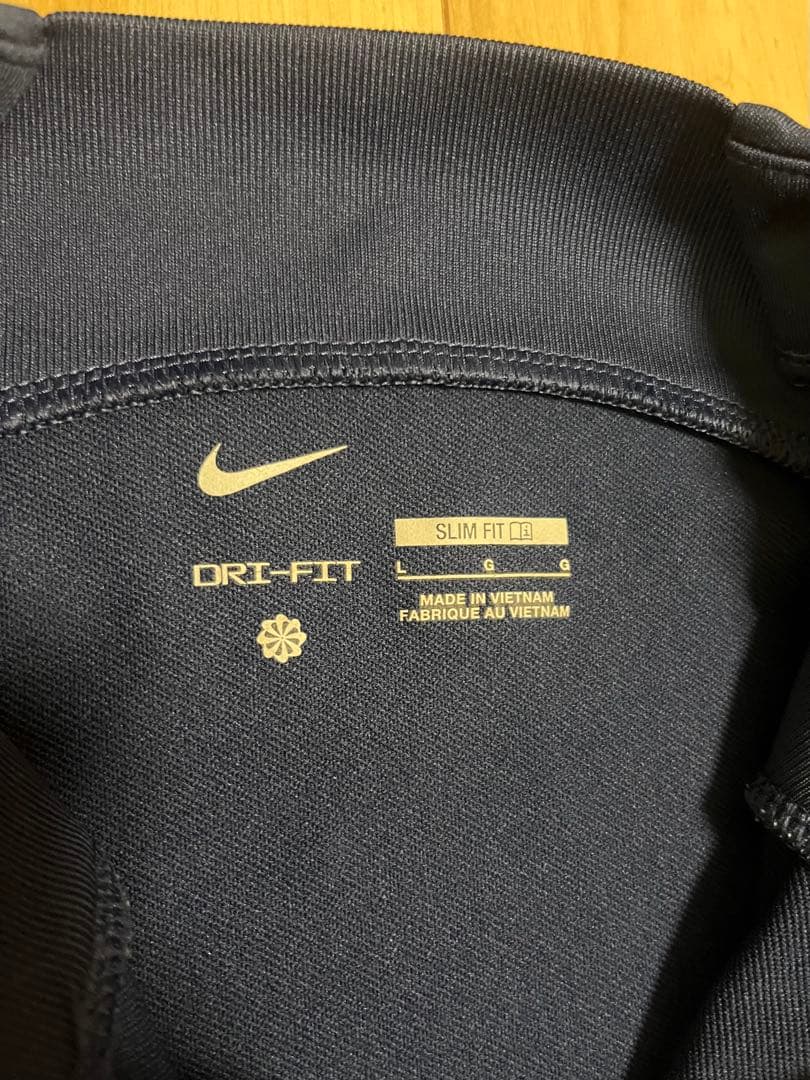 DRI-FIT
SLIM FIT
L G G
MADE IN VIETNAM
FABRIQUE AU VIETNAM